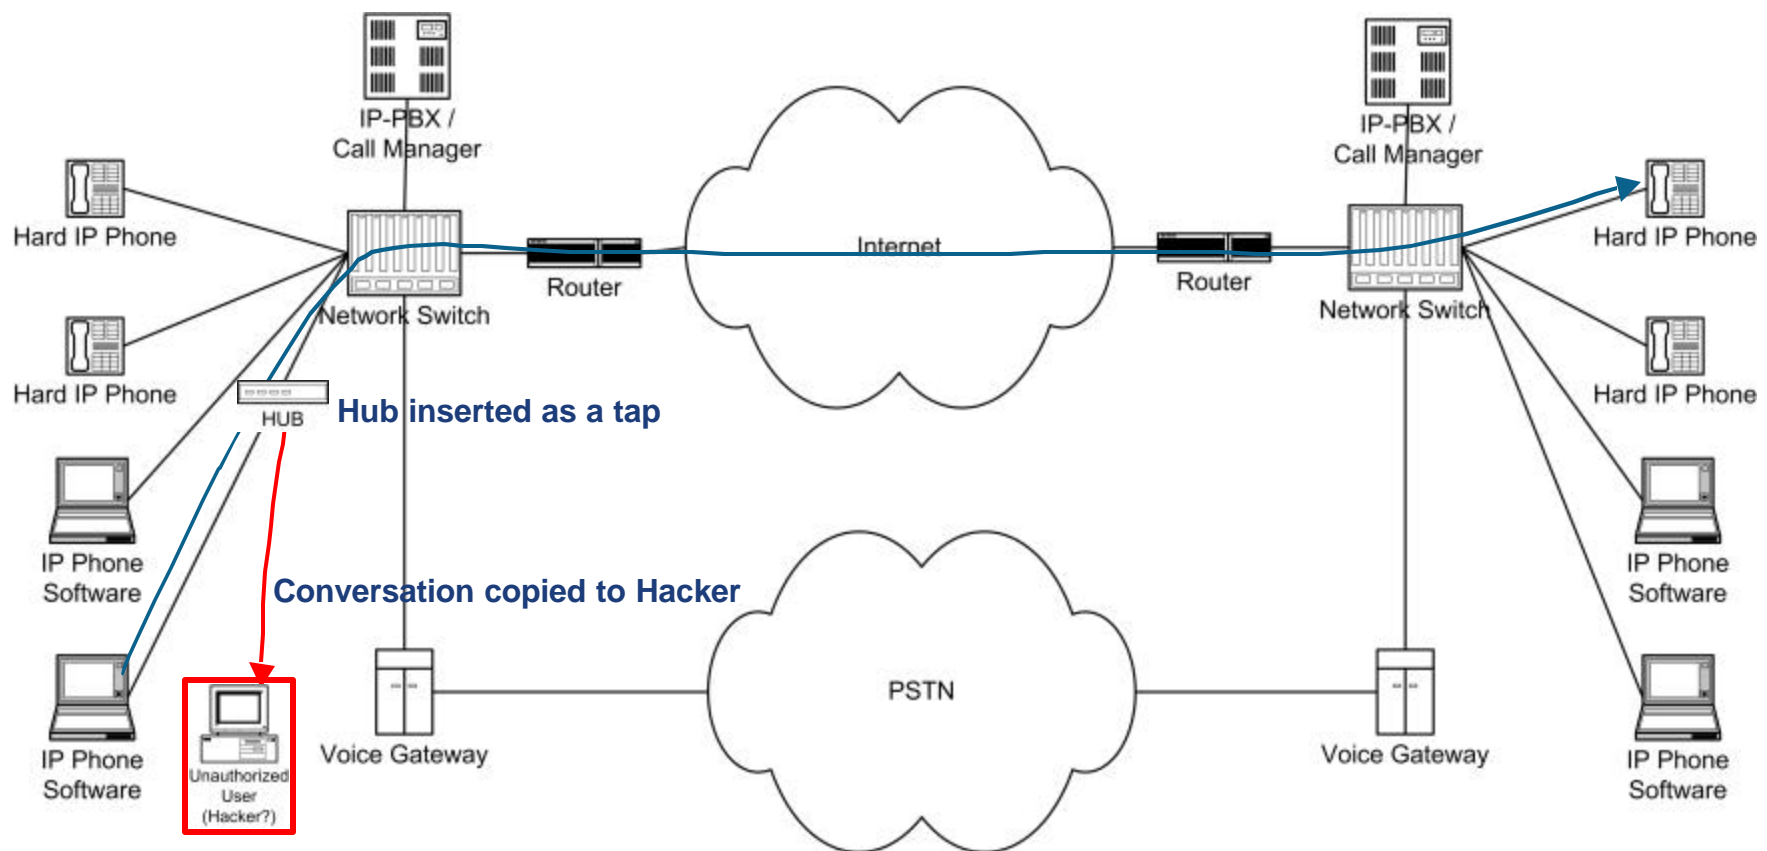 IP-PBX /
Call Manager
IP-PBX /
Call Manager
Hard IP Phone
Internet
Hard IP Phone
Router
Router
Network Switch
Network Switch
Hard IP Phone
Hard IP Phone
HUB
Hub inserted as a tap
IP Phone
Software
IP Phone
Software
Conversation copied to Hacker
PSTN
Voice Gateway
Voice Gateway
IP Phone
Software
Unauthorized
User
(Hacker?)
IP Phone
Software